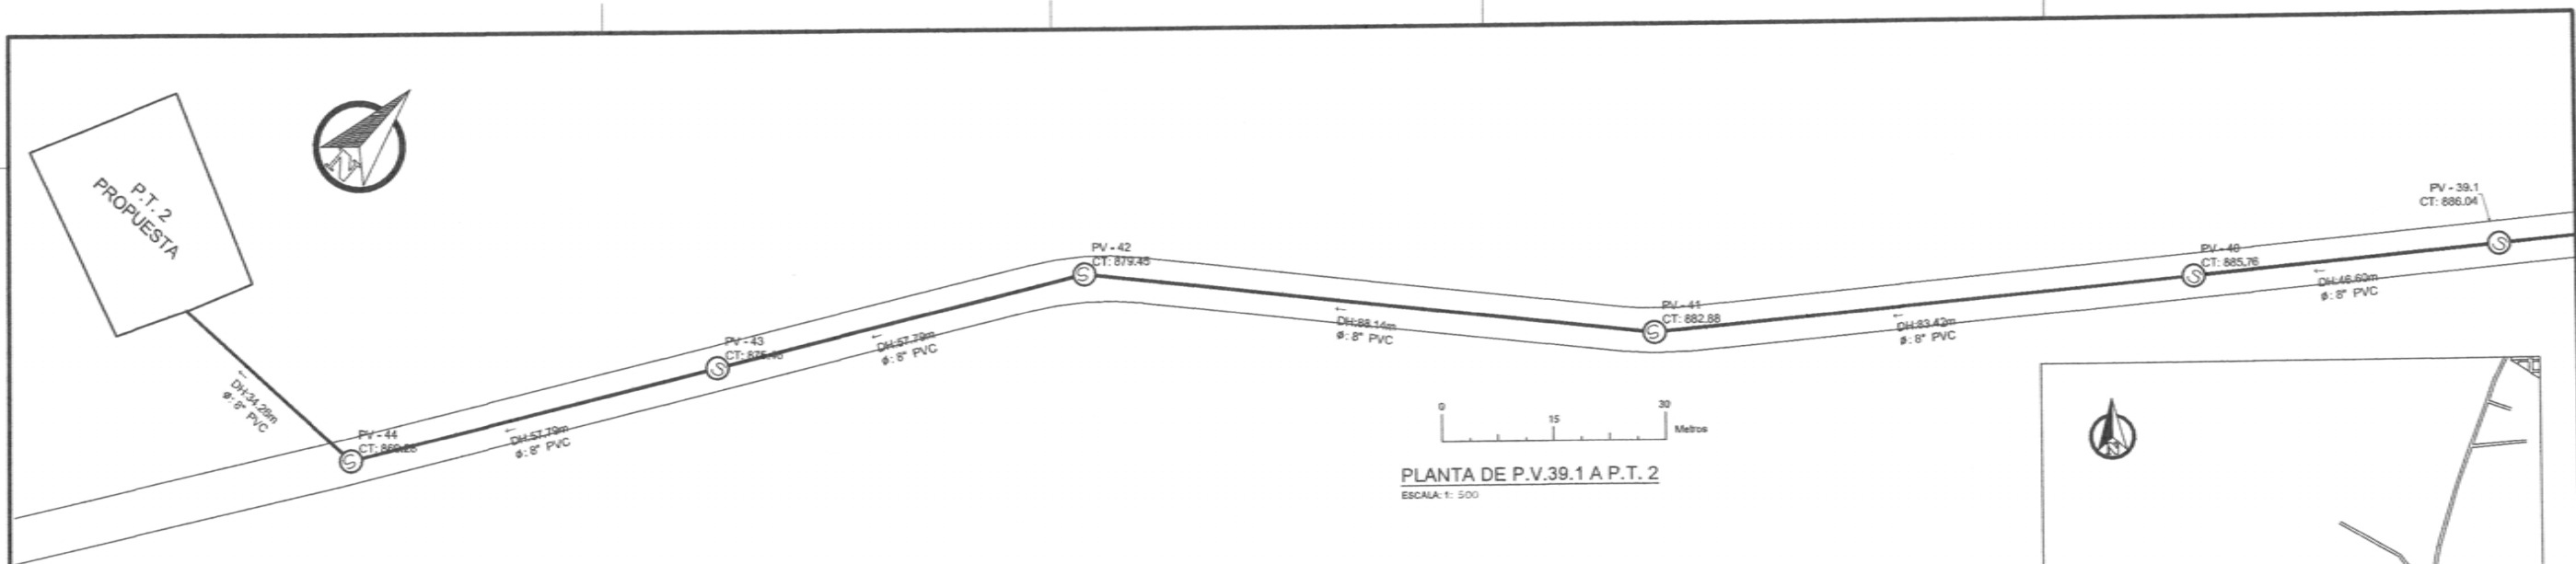 P.T. 2
PROPUESTA
N
PV - 39.1
CT: 886.04
PV - 42
CT: 879.45
PV - 40
CT: 885.76
←
DH:46.60m
ø: 8" PVC
PV - 41
CT: 882.88
←
DH:83.42m
ø: 8" PVC
←
DH:88.14m
ø: 8" PVC
PV - 43
←
DH:57.79m
ø: 8" PVC
←
DH:34.26m
ø: 8" PVC
PV - 44
←
DH:57.79m
ø: 8" PVC
S
S
S
S
S
S
S
0
15
30
Metros
PLANTA DE P.V.39.1 A P.T. 2
ESCALA: 1: 500
N